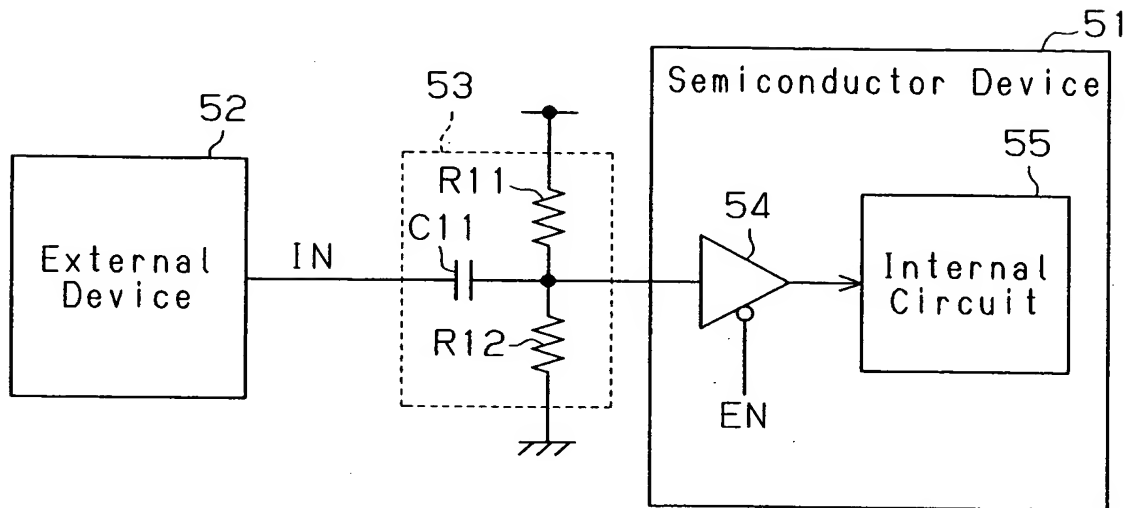 51
Semiconductor Device
53
52
R11
55
54
C11
IN
External
Device
Internal
Circuit
R12
EN